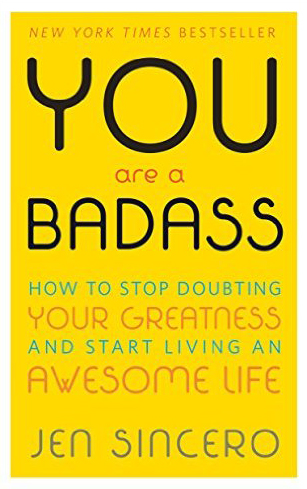 NEW YORK TIMES BESTSELLER
YOU
are a
BADASS
HOW TO STOP DOUBTING
YOUR GREATNESS
AND START LIVING AN
AWESOME LIFE
JEN SINCERO